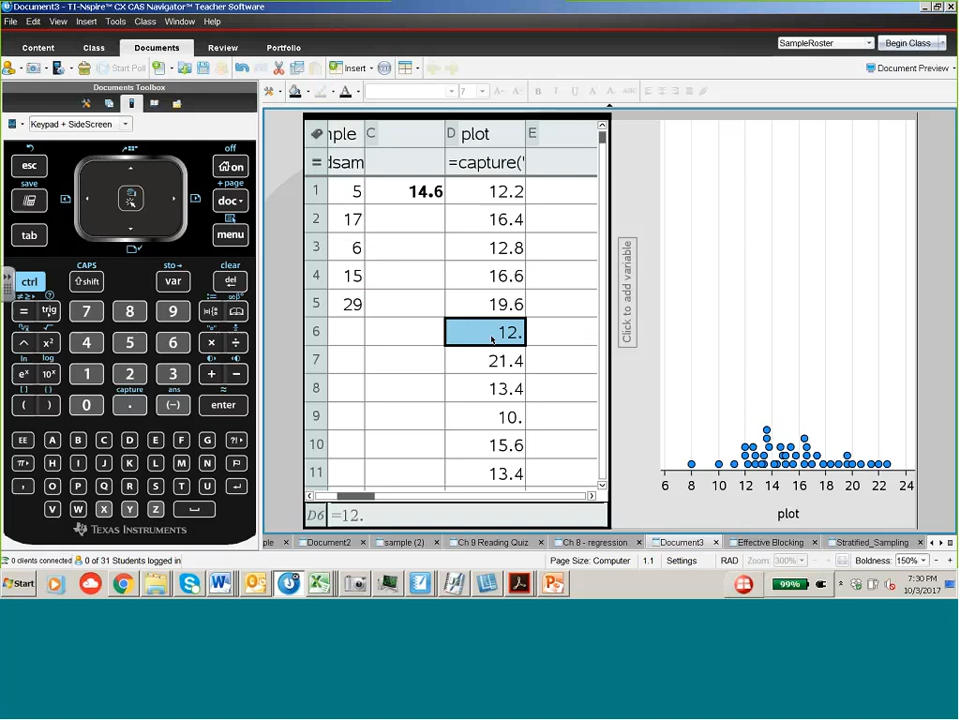 Document3 - TI-Nspire™ CX CAS Navigator™ Teacher Software
File Edit View Insert Tools Class Window Help
Content Class Documents Review Portfolio SampleRoster Begin Class
Start Poll Insert Document Preview
Documents Toolbox
7 B I U
Keypad + SideScreen
esc on
save + page
doc
tab menu
CAPS sto→ clear
ctrl shift var del
= trig 7 8 9
^ x² 4 5 6 × ÷
ln log
eˣ 10ˣ 1 2 3 + −
[ ] { } capture ans ≈
( ) 0 . (−) enter
EE A B C D E F G ?!
π H I J K L M N
, O P Q R S T U
V W X Y Z
TEXAS INSTRUMENTS
mple C D plot E
= dsam =capture('
1 5 14.6 12.2
2 17 16.4
3 6 12.8
4 15 16.6
5 29 19.6
6 12.
7 21.4
8 13.4
9 10.
10 15.6
11 13.4
D6 =12.
Click to add variable
6 8 10 12 14 16 18 20 22 24
plot
ple Document2 sample (2) Ch 9 Reading Quiz Ch 8 - regression Document3 Effective Blocking Stratified_Sampling
0 clients connected 0 of 31 Students logged in Page Size: Computer 1.1 Settings RAD Zoom: 300% Boldness: 150%
Start 99% 7:30 PM
10/3/2017